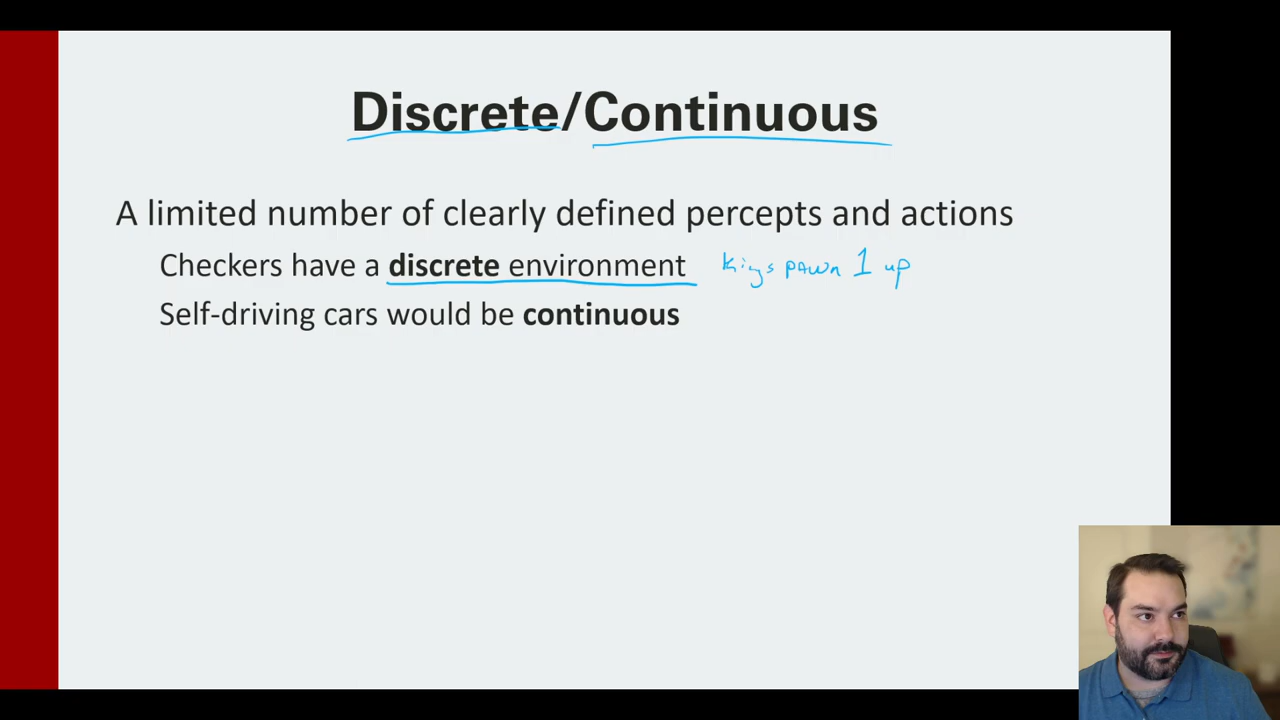 Discrete/Continuous
A limited number of clearly defined percepts and actions
Checkers have a discrete environment kings pawn 1 up
Self-driving cars would be continuous